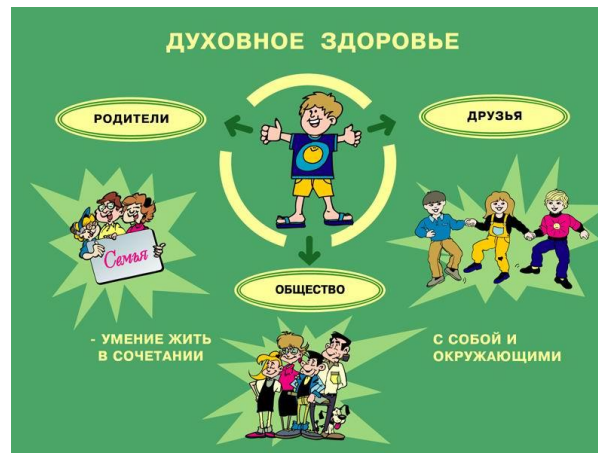 ДУХОВНОЕ ЗДОРОВЬЕ
РОДИТЕЛИ
ДРУЗЬЯ
Семья
ОБЩЕСТВО
- УМЕНИЕ ЖИТЬ
В СОЧЕТАНИИ
С СОБОЙ И
ОКРУЖАЮЩИМИ